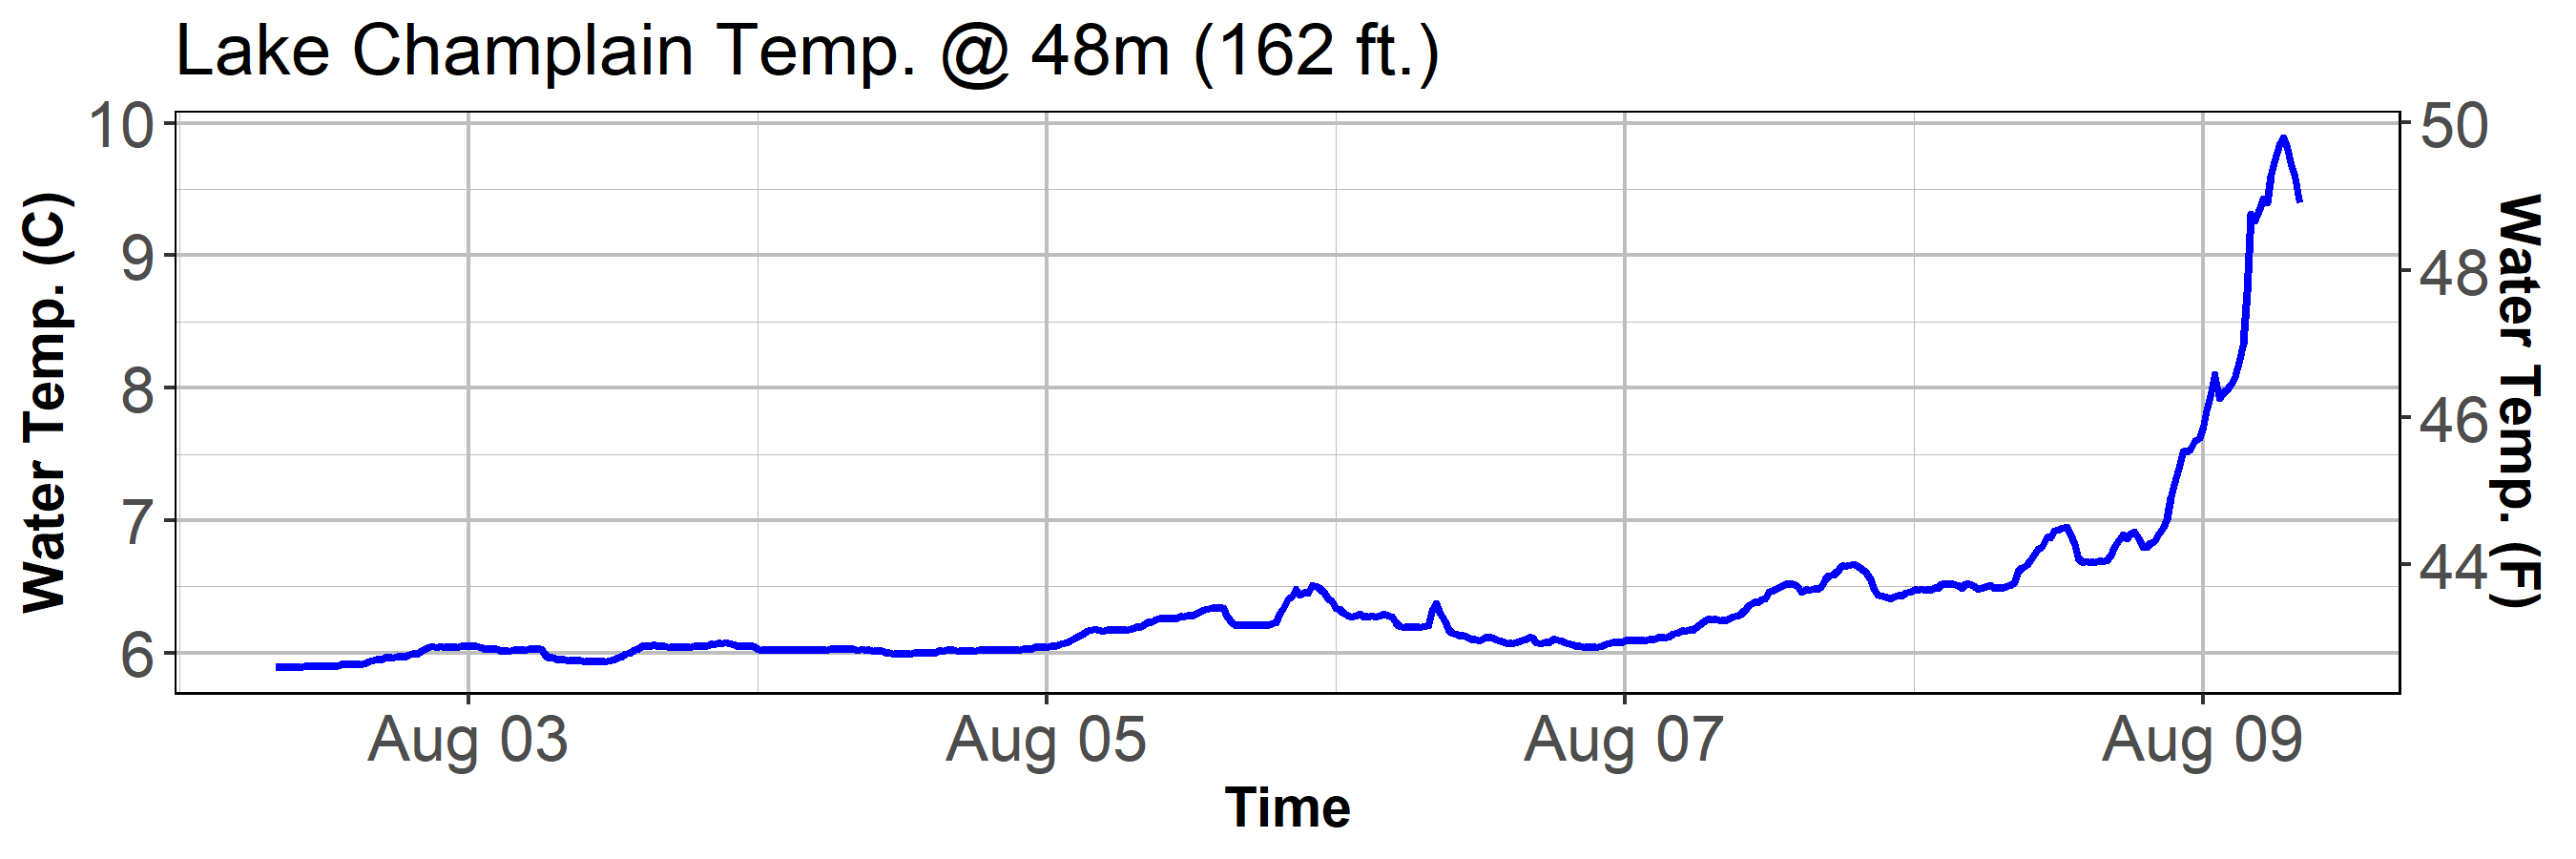 Lake Champlain Temp. @ 48m (162 ft.)
Water Temp. (C)
10
9
8
7
6
50
48
46
44
Water Temp. (F)
Aug 03 Aug 05 Aug 07 Aug 09
Time